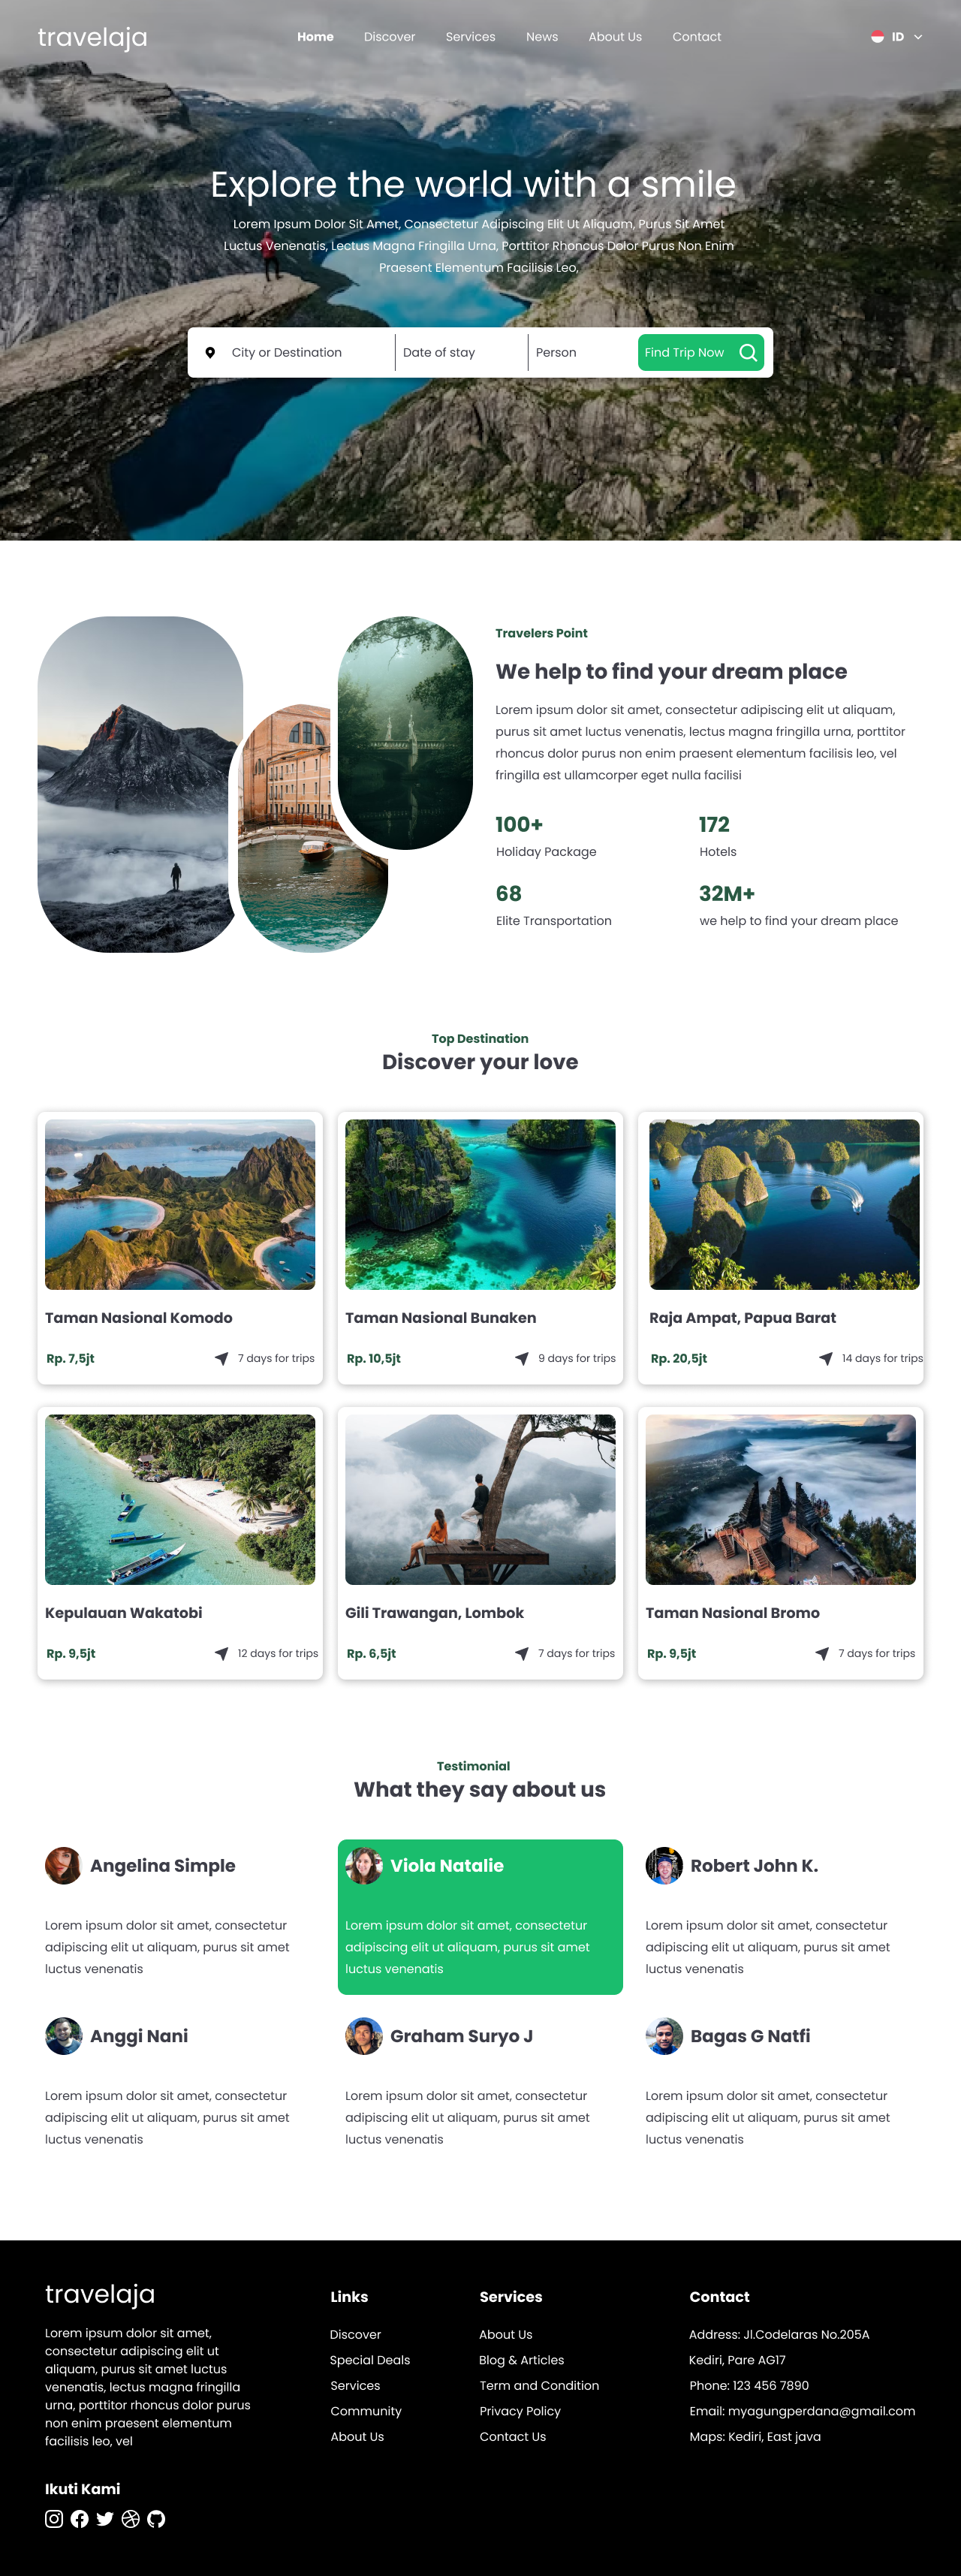 travelaja
Home Discover Services News About Us Contact
ID
Explore the world with a smile
Lorem Ipsum Dolor Sit Amet, Consectetur Adipiscing Elit Ut Aliquam, Purus Sit Amet
Luctus Venenatis, Lectus Magna Fringilla Urna, Porttitor Rhoncus Dolor Purus Non Enim
Praesent Elementum Facilisis Leo,
City or Destination Date of stay Person Find Trip Now
Travelers Point
We help to find your dream place
Lorem ipsum dolor sit amet, consectetur adipiscing elit ut aliquam,
purus sit amet luctus venenatis, lectus magna fringilla urna, porttitor
rhoncus dolor purus non enim praesent elementum facilisis leo, vel
fringilla est ullamcorper eget nulla facilisi
100+ 172
Holiday Package Hotels
68 32M+
Elite Transportation we help to find your dream place
Top Destination
Discover your love
Taman Nasional Komodo
Rp. 7,5jt 7 days for trips
Taman Nasional Bunaken
Rp. 10,5jt 9 days for trips
Raja Ampat, Papua Barat
Rp. 20,5jt 14 days for trips
Kepulauan Wakatobi
Rp. 9,5jt 12 days for trips
Gili Trawangan, Lombok
Rp. 6,5jt 7 days for trips
Taman Nasional Bromo
Rp. 9,5jt 7 days for trips
Testimonial
What they say about us
Angelina Simple
Lorem ipsum dolor sit amet, consectetur
adipiscing elit ut aliquam, purus sit amet
luctus venenatis
Viola Natalie
Lorem ipsum dolor sit amet, consectetur
adipiscing elit ut aliquam, purus sit amet
luctus venenatis
Robert John K.
Lorem ipsum dolor sit amet, consectetur
adipiscing elit ut aliquam, purus sit amet
luctus venenatis
Anggi Nani
Lorem ipsum dolor sit amet, consectetur
adipiscing elit ut aliquam, purus sit amet
luctus venenatis
Graham Suryo J
Lorem ipsum dolor sit amet, consectetur
adipiscing elit ut aliquam, purus sit amet
luctus venenatis
Bagas G Natfi
Lorem ipsum dolor sit amet, consectetur
adipiscing elit ut aliquam, purus sit amet
luctus venenatis
travelaja
Lorem ipsum dolor sit amet,
consectetur adipiscing elit ut
aliquam, purus sit amet luctus
venenatis, lectus magna fringilla
urna, porttitor rhoncus dolor purus
non enim praesent elementum
facilisis leo, vel
Ikuti Kami
Links
Discover
Special Deals
Services
Community
About Us
Services
About Us
Blog & Articles
Term and Condition
Privacy Policy
Contact Us
Contact
Address: Jl.Codelaras No.205A
Kediri, Pare AG17
Phone: 123 456 7890
Email: myagungperdana@gmail.com
Maps: Kediri, East java